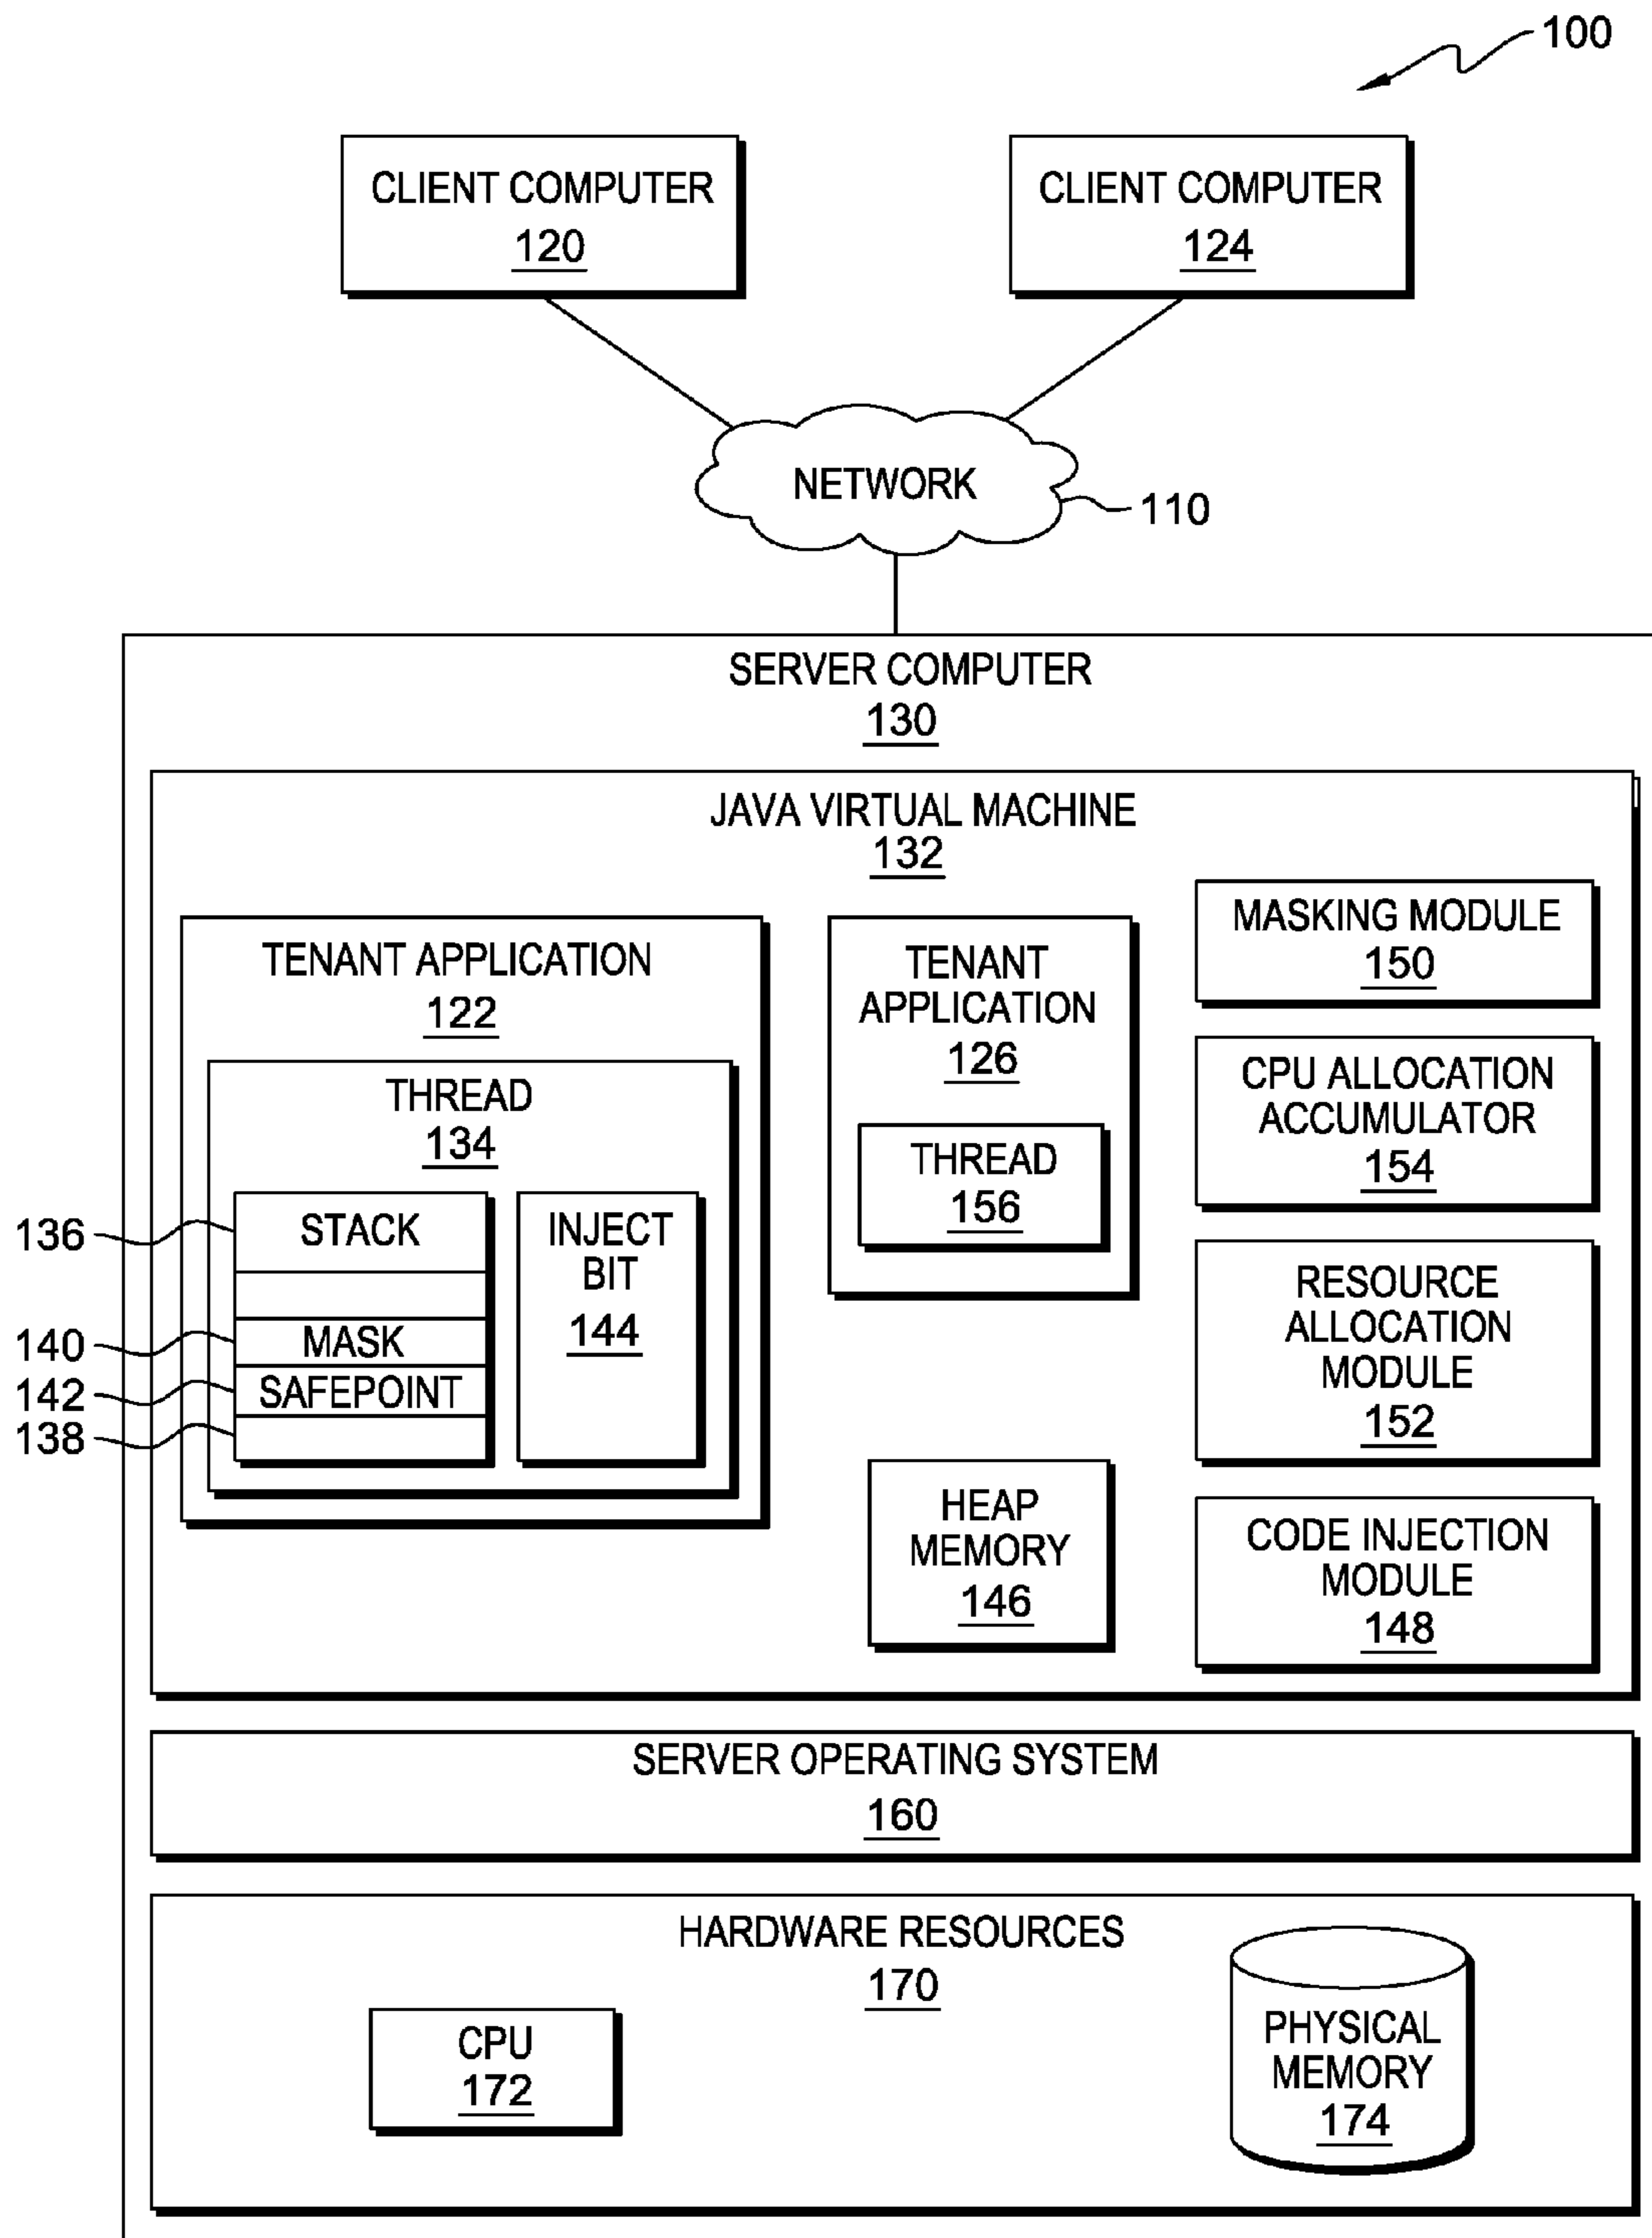 100
CLIENT COMPUTER
120
CLIENT COMPUTER
124
NETWORK
110
SERVER COMPUTER
130
JAVA VIRTUAL MACHINE
132
TENANT APPLICATION
122
THREAD
134
136
STACK
140
MASK
142
SAFEPOINT
138
INJECT
BIT
144
TENANT
APPLICATION
126
THREAD
156
HEAP
MEMORY
146
MASKING MODULE
150
CPU ALLOCATION
ACCUMULATOR
154
RESOURCE
ALLOCATION
MODULE
152
CODE INJECTION
MODULE
148
SERVER OPERATING SYSTEM
160
HARDWARE RESOURCES
170
CPU
172
PHYSICAL
MEMORY
174